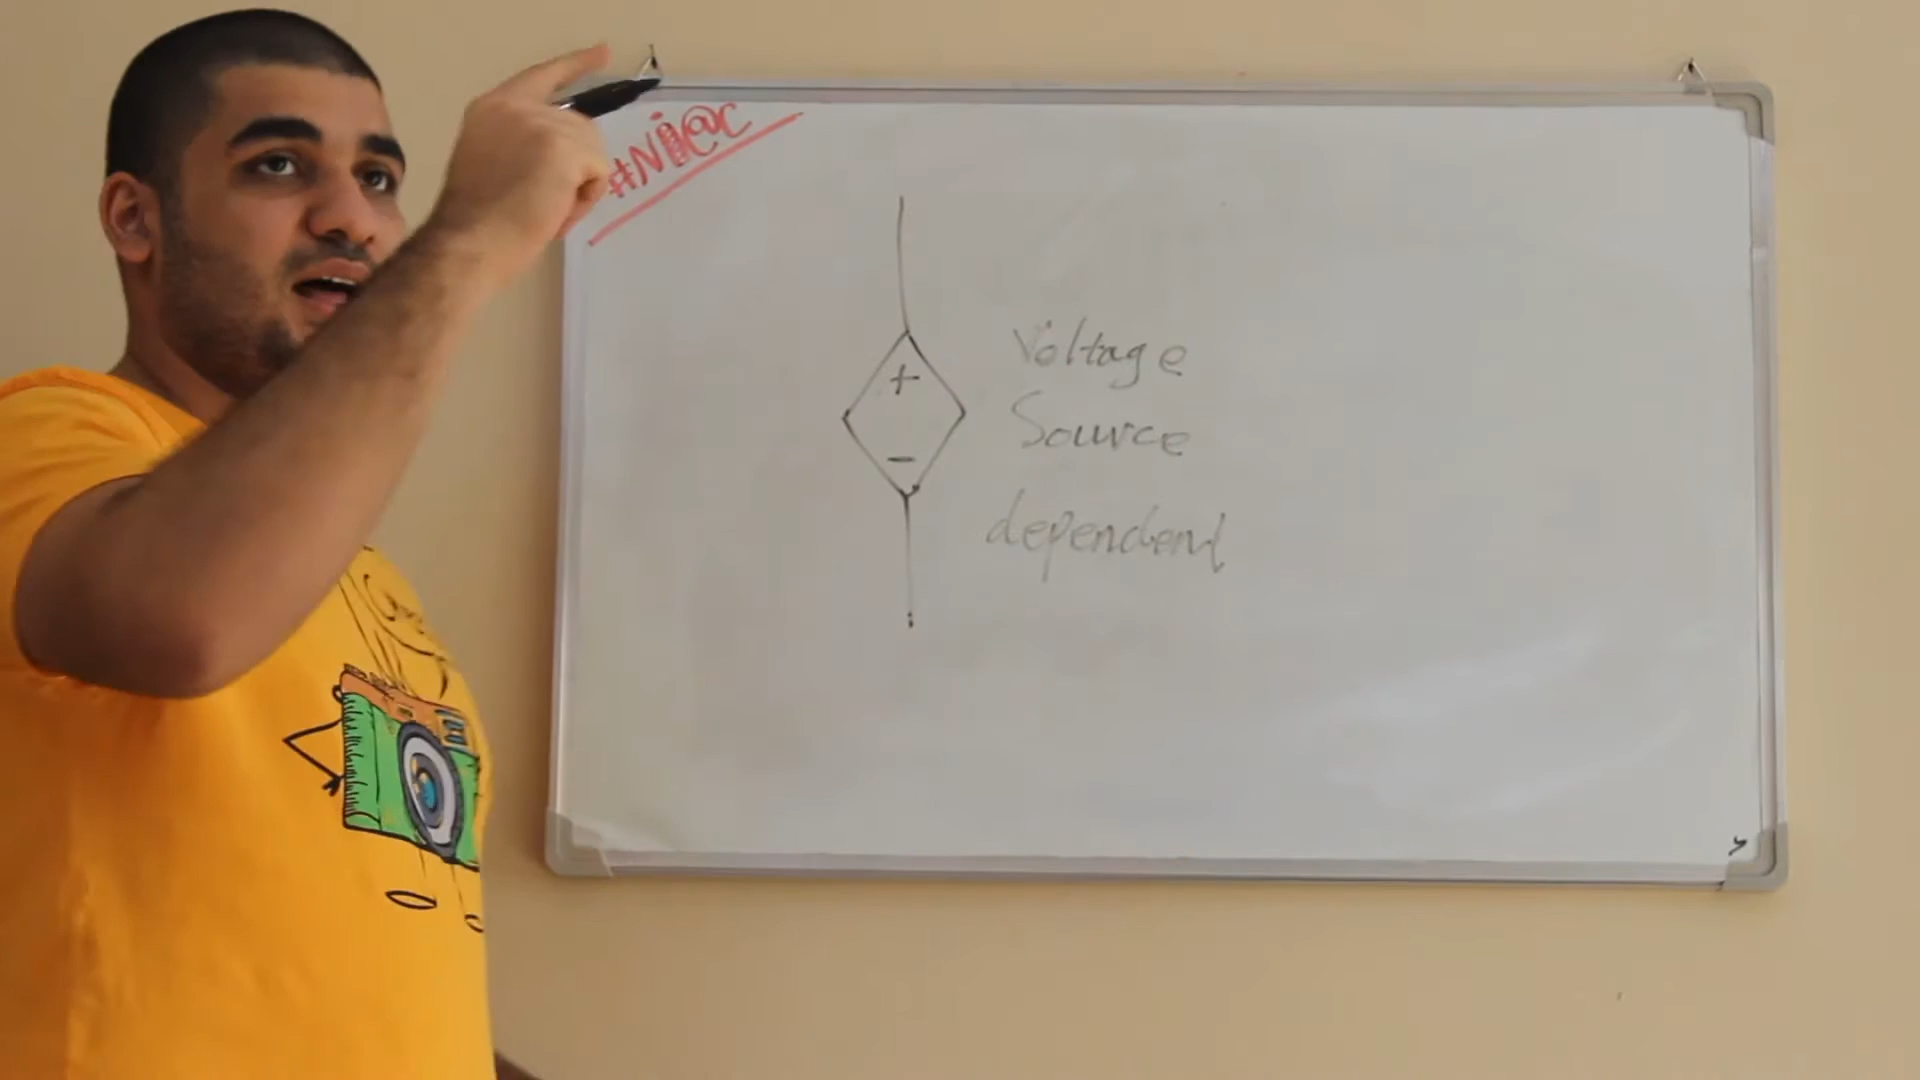 #Ni@C
+
Voltage
Source
-
dependent